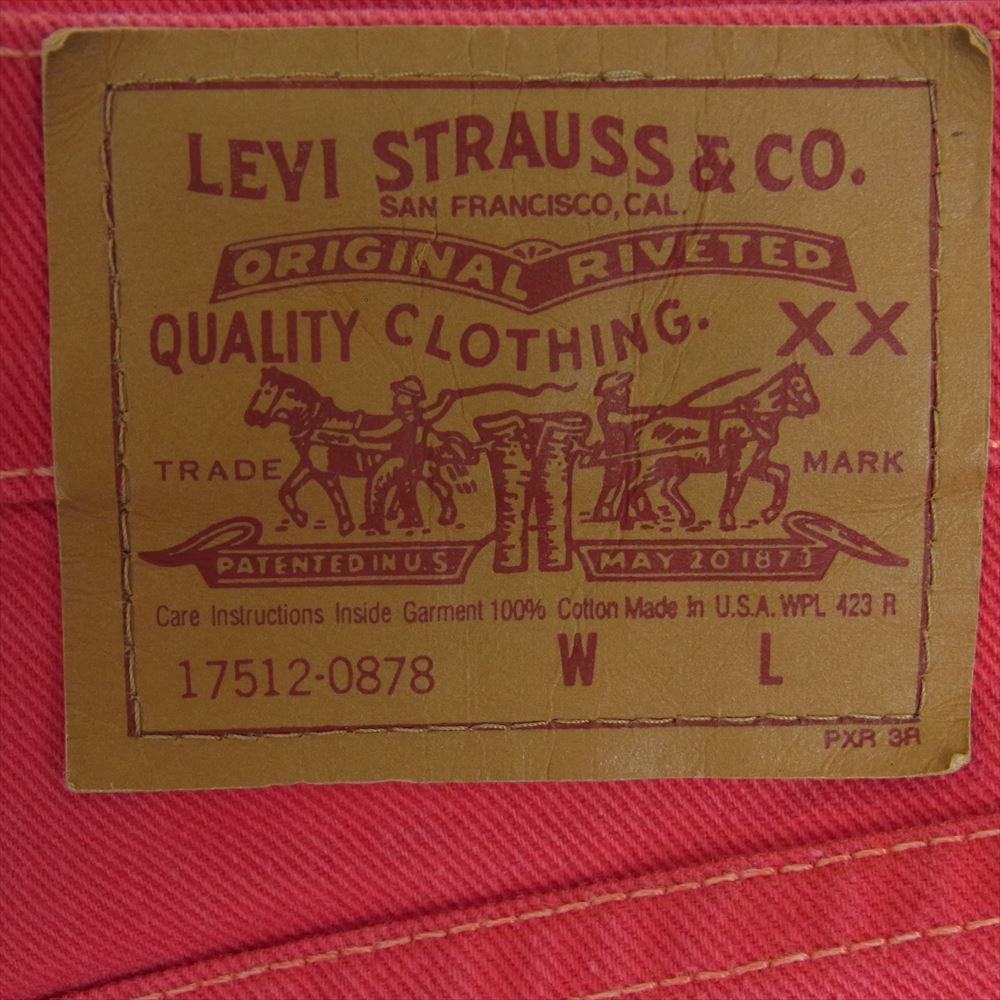 LEVI STRAUSS & CO.
SAN FRANCISCO, CAL.
ORIGINAL RIVETED
QUALITY CLOTHING. XX
TRADE MARK
PATENTED IN U.S. MAY 20 1873
Care Instructions Inside Garment 100% Cotton Made In U.S.A. WPL 423 R
17512-0878 W L
PXR 3R